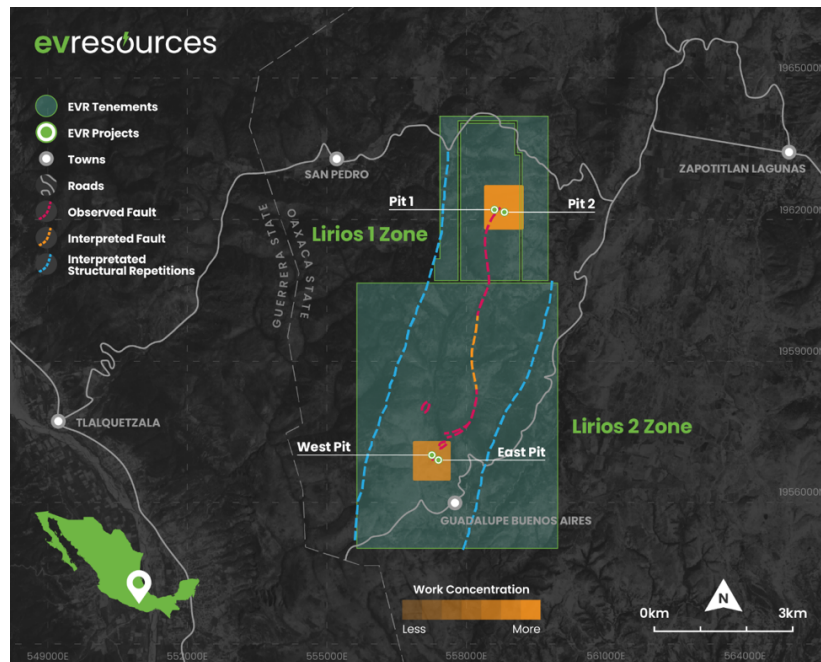 evresources
EVR Tenements
EVR Projects
Towns
Roads
Observed Fault
Interpreted Fault
Interpretated
Structural Repetitions
1965000N
SAN PEDRO
ZAPOTITLAN LAGUNAS
Pit 1
Pit 2
1962000N
Lirios 1 Zone
GUERRERA STATE
OAXACA STATE
1959000N
TLALQUETZALA
Lirios 2 Zone
West Pit
East Pit
1956000N
GUADALUPE BUENOS AIRES
Work Concentration
Less
More
N
0km
3km
549000E
552000E
555000E
558000E
561000E
564000E